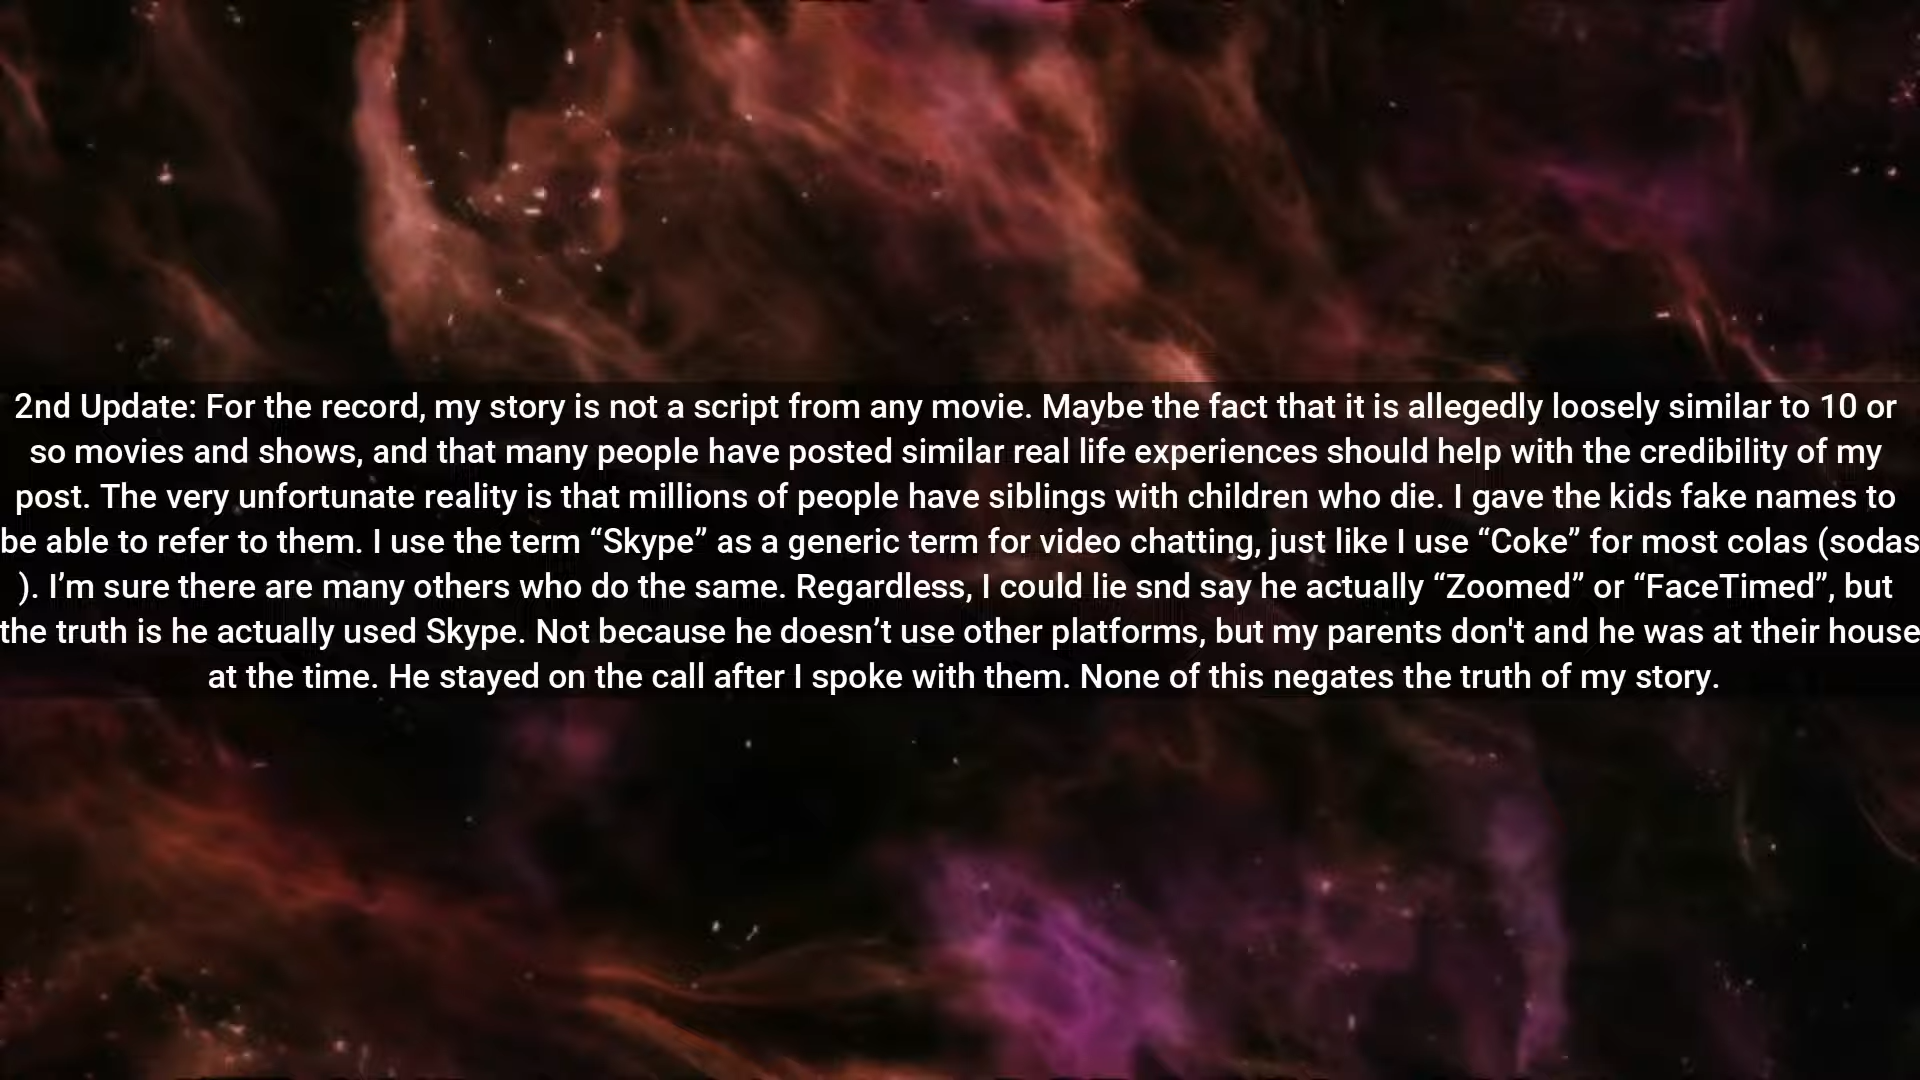 2nd Update: For the record, my story is not a script from any movie. Maybe the fact that it is allegedly loosely similar to 10 or
so movies and shows, and that many people have posted similar real life experiences should help with the credibility of my
post. The very unfortunate reality is that millions of people have siblings with children who die. I gave the kids fake names to
be able to refer to them. I use the term “Skype” as a generic term for video chatting, just like I use “Coke” for most colas (sodas
). I’m sure there are many others who do the same. Regardless, I could lie snd say he actually “Zoomed” or “FaceTimed”, but
the truth is he actually used Skype. Not because he doesn’t use other platforms, but my parents don't and he was at their house
at the time. He stayed on the call after I spoke with them. None of this negates the truth of my story.